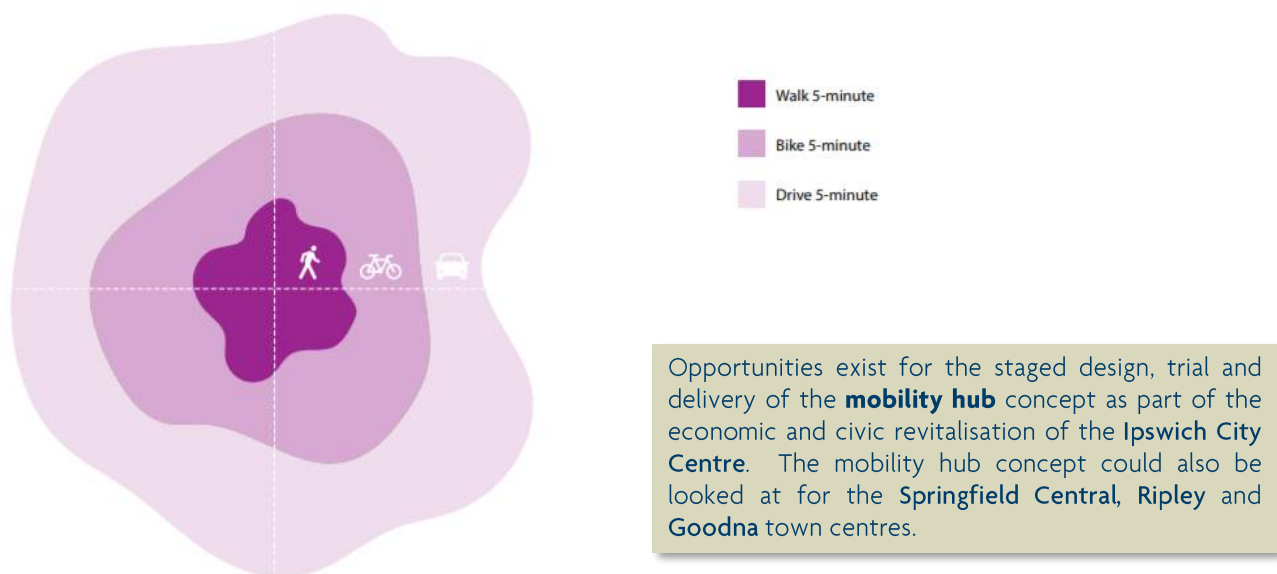 Walk 5-minute
Bike 5-minute
Drive 5-minute
Opportunities exist for the staged design, trial and
delivery of the mobility hub concept as part of the
economic and civic revitalisation of the Ipswich City
Centre. The mobility hub concept could also be
looked at for the Springfield Central, Ripley and
Goodna town centres.